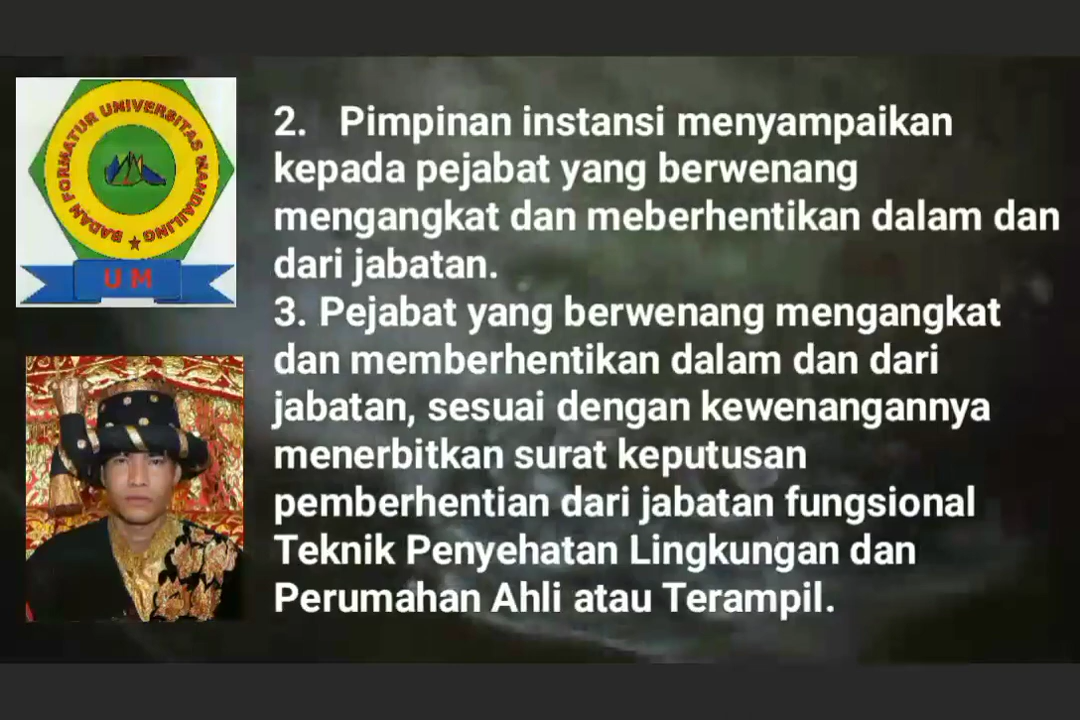 BADAN FORMATUR UNIVERSITAS MANDAILING
U M
2. Pimpinan instansi menyampaikan
kepada pejabat yang berwenang
mengangkat dan meberhentikan dalam dan
dari jabatan.
3. Pejabat yang berwenang mengangkat
dan memberhentikan dalam dan dari
jabatan, sesuai dengan kewenangannya
menerbitkan surat keputusan
pemberhentian dari jabatan fungsional
Teknik Penyehatan Lingkungan dan
Perumahan Ahli atau Terampil.